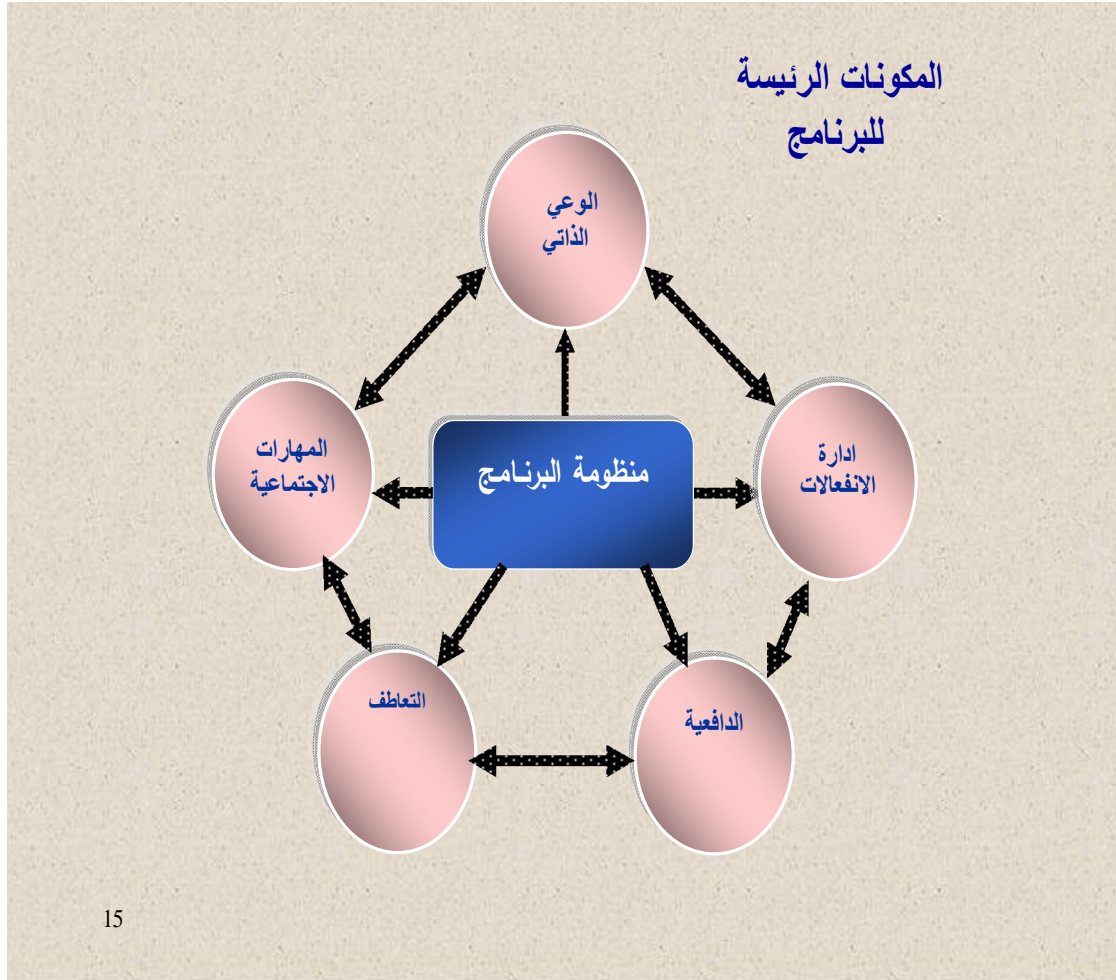 المكونات الرئيسة
للبرنامج
الوعي
الذاتي
المهارات
الاجتماعية
منظومة البرنامج
ادارة
الانفعالات
التعاطف
الدافعية
15